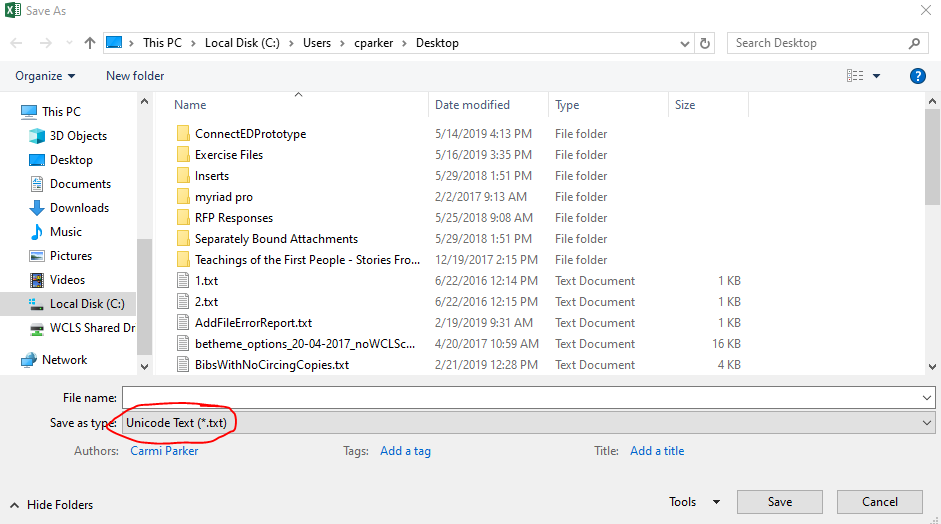 Save As
This PC > Local Disk (C:) > Users > cparker > Desktop
Search Desktop
Organize
New folder
This PC
3D Objects
Desktop
Documents
Downloads
Music
Pictures
Videos
Local Disk (C:)
WCLS Shared Dr
Network
Name Date modified Type Size
ConnectEDPrototype 5/14/2019 4:13 PM File folder
Exercise Files 5/16/2019 3:35 PM File folder
Inserts 5/29/2018 1:51 PM File folder
myriad pro 2/2/2017 9:13 AM File folder
RFP Responses 5/25/2018 9:08 AM File folder
Separately Bound Attachments 5/29/2018 1:51 PM File folder
Teachings of the First People - Stories Fro... 12/19/2017 2:15 PM File folder
1.txt 6/22/2016 12:14 PM Text Document 1 KB
2.txt 6/22/2016 12:15 PM Text Document 1 KB
AddFileErrorReport.txt 2/19/2019 9:31 AM Text Document 1 KB
betheme_options_20-04-2017_noWCLSc... 4/20/2017 10:59 AM Text Document 16 KB
BibsWithNoCircingCopies.txt 2/21/2019 12:28 PM Text Document 4 KB
File name:
Save as type: Unicode Text (*.txt)
Authors: Carmi Parker Tags: Add a tag Title: Add a title
Hide Folders
Tools
Save
Cancel